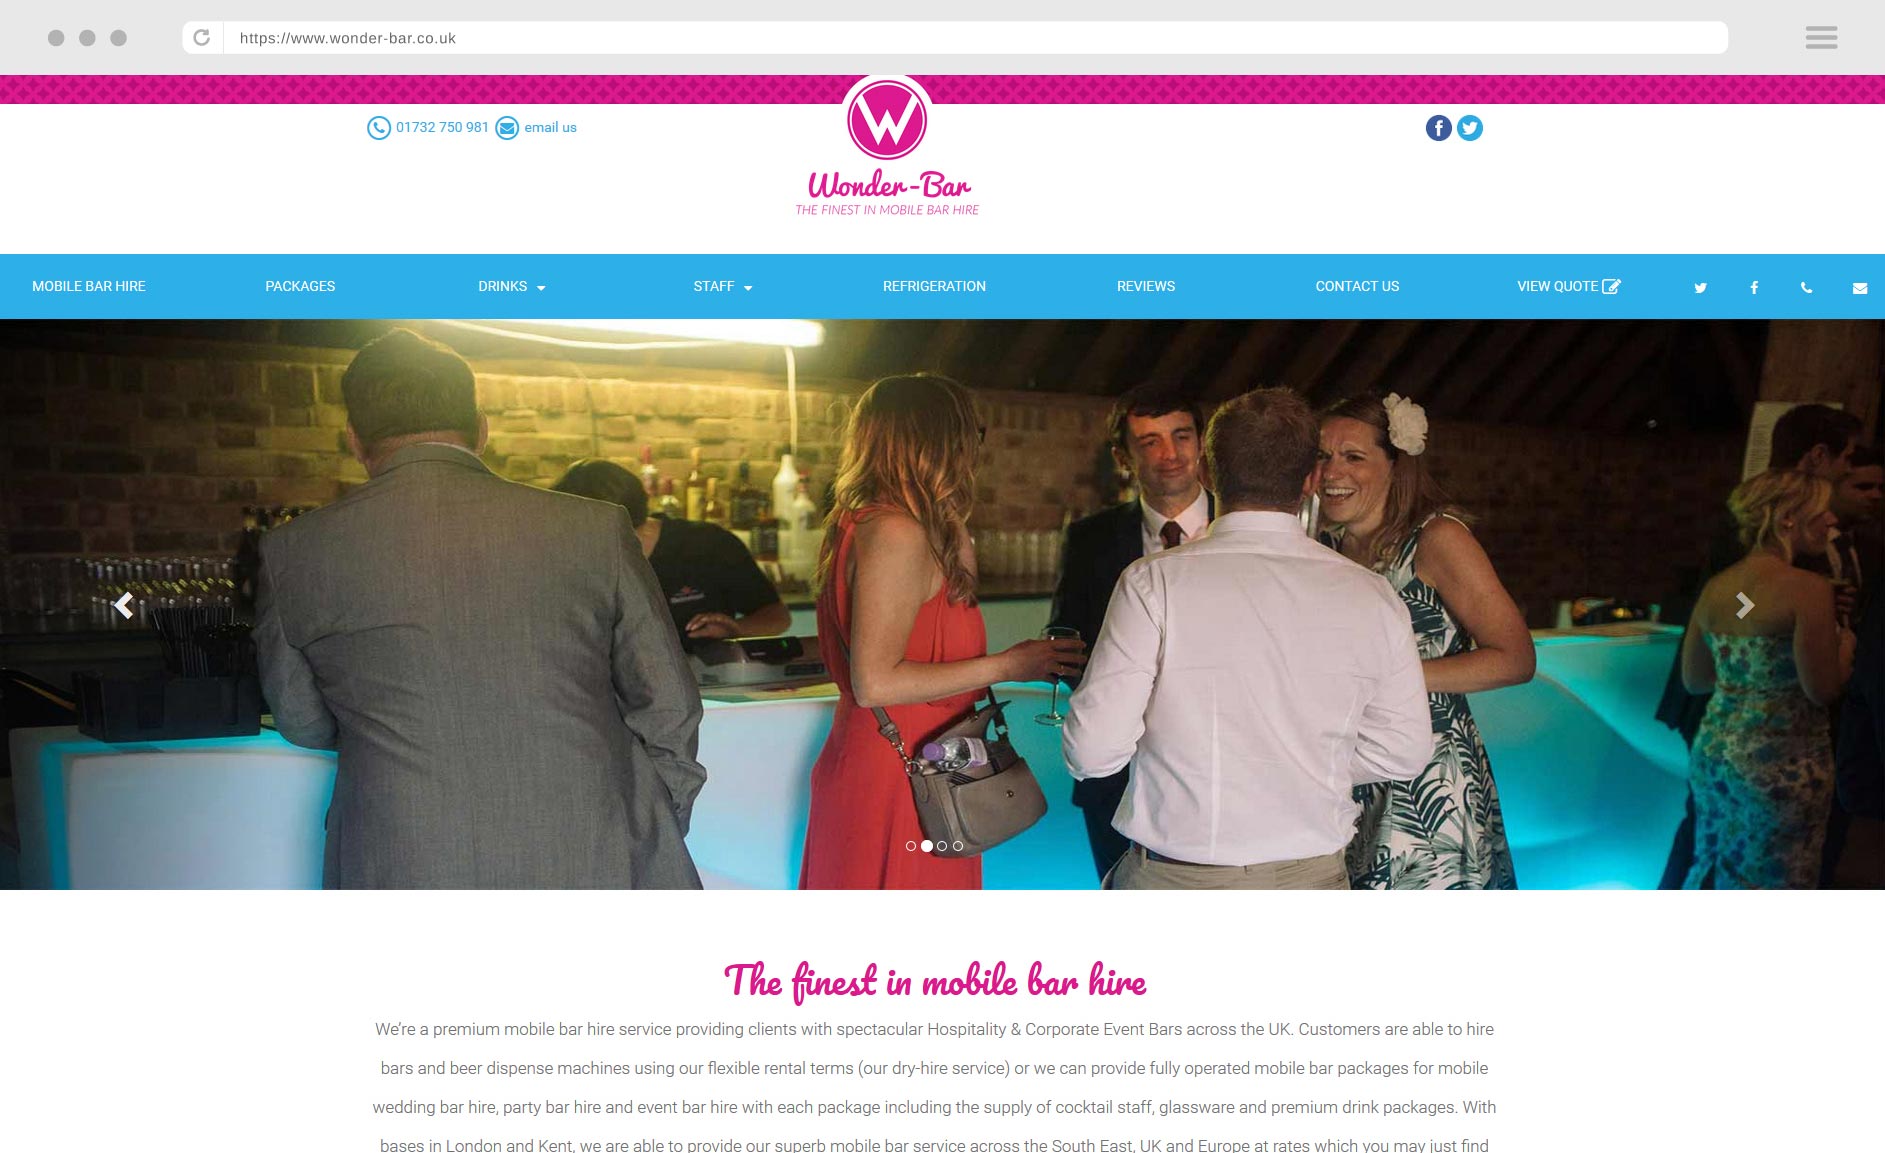 https://www.wonder-bar.co.uk
01732 750 981 email us
W
Wonder-Bar
THE FINEST IN MOBILE BAR HIRE
MOBILE BAR HIRE PACKAGES DRINKS STAFF REFRIGERATION REVIEWS CONTACT US VIEW QUOTE
The finest in mobile bar hire
We’re a premium mobile bar hire service providing clients with spectacular Hospitality & Corporate Event Bars across the UK. Customers are able to hire
bars and beer dispense machines using our flexible rental terms (our dry-hire service) or we can provide fully operated mobile bar packages for mobile
wedding bar hire, party bar hire and event bar hire with each package including the supply of cocktail staff, glassware and premium drink packages. With
bases in London and Kent, we are able to provide our superb mobile bar service across the South East, UK and Europe at rates which you may just find